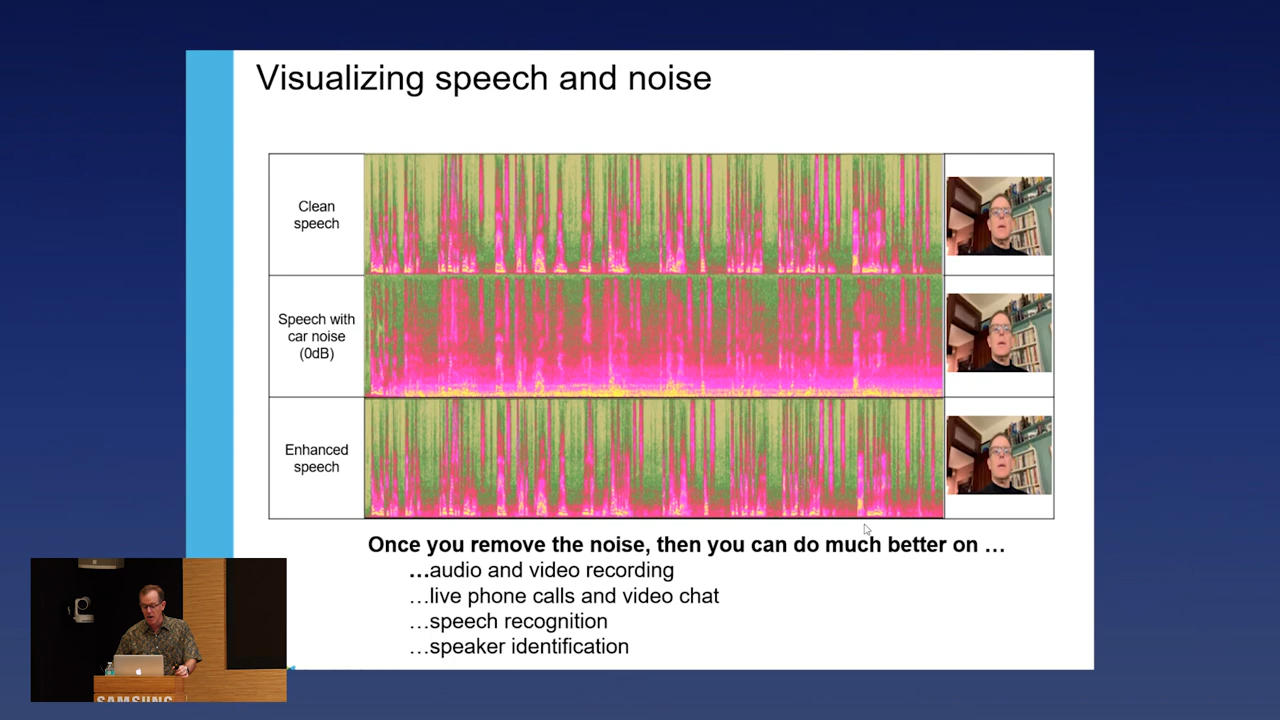 Visualizing speech and noise
Clean
speech
Speech with
car noise
(0dB)
Enhanced
speech
Once you remove the noise, then you can do much better on …
…audio and video recording
…live phone calls and video chat
…speech recognition
…speaker identification
SAMSUNG